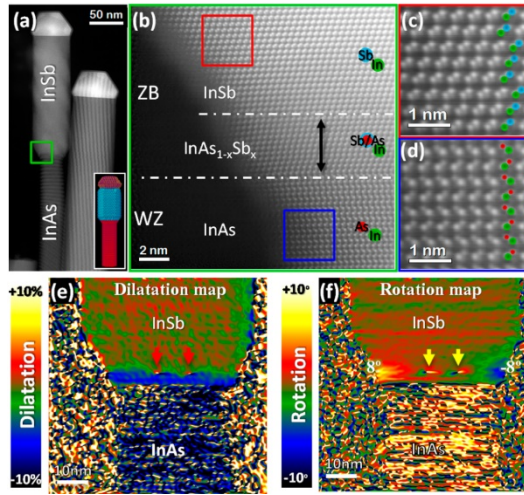 (a)
50 nm
InSb
InAs
(b)
Sb
In
ZB
InSb
InAs1-xSbx
Sb/As
In
WZ
InAs
As
In
2 nm
(c)
1 nm
(d)
1 nm
+10%
(e)
Dilatation map
InSb
Dilatation
InAs
-10%
10nm
+10°
(f)
Rotation map
InSb
8°
-8°
Rotation
InAs
-10°
10nm